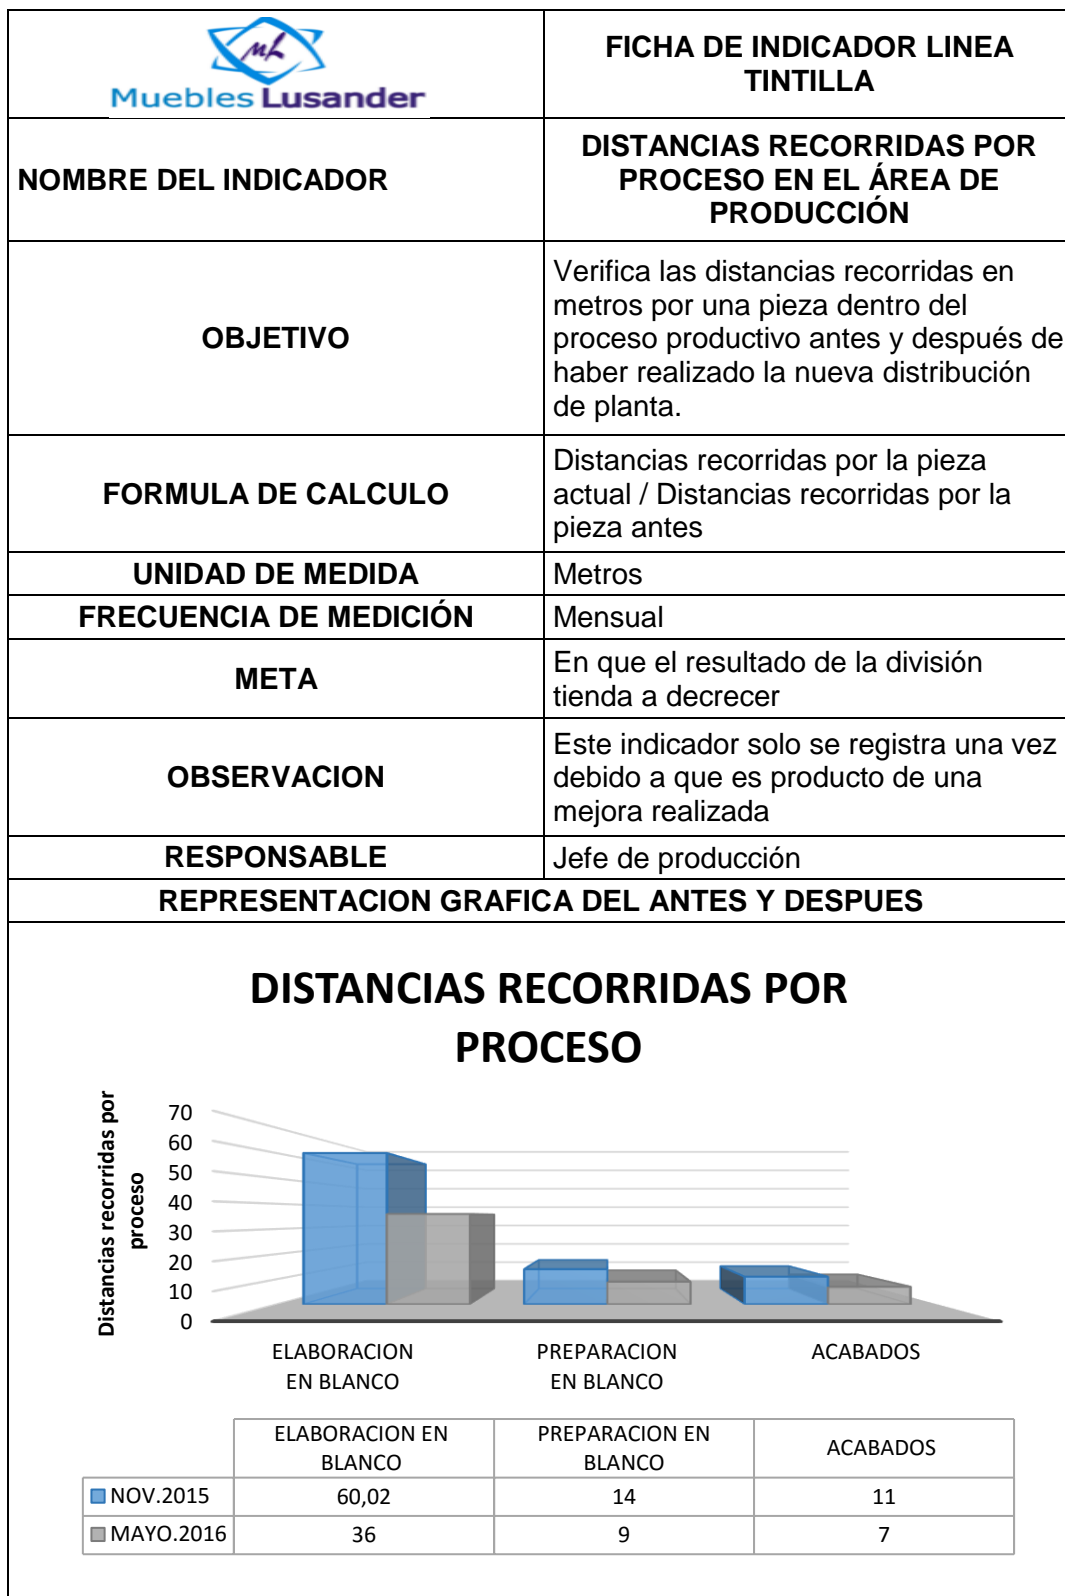 mL
Muebles Lusander
FICHA DE INDICADOR LINEA
TINTILLA
NOMBRE DEL INDICADOR
DISTANCIAS RECORRIDAS POR
PROCESO EN EL ÁREA DE
PRODUCCIÓN
OBJETIVO
Verifica las distancias recorridas en
metros por una pieza dentro del
proceso productivo antes y después de
haber realizado la nueva distribución
de planta.
FORMULA DE CALCULO
Distancias recorridas por la pieza
actual / Distancias recorridas por la
pieza antes
UNIDAD DE MEDIDA
Metros
FRECUENCIA DE MEDICIÓN
Mensual
META
En que el resultado de la división
tienda a decrecer
OBSERVACION
Este indicador solo se registra una vez
debido a que es producto de una
mejora realizada
RESPONSABLE
Jefe de producción
REPRESENTACION GRAFICA DEL ANTES Y DESPUES
DISTANCIAS RECORRIDAS POR
PROCESO
Distancias recorridas por
proceso
70
60
50
40
30
20
10
0
ELABORACION
EN BLANCO
PREPARACION
EN BLANCO
ACABADOS
ELABORACION EN
BLANCO
PREPARACION EN
BLANCO
ACABADOS
NOV.2015 60,02 14 11
MAYO.2016 36 9 7